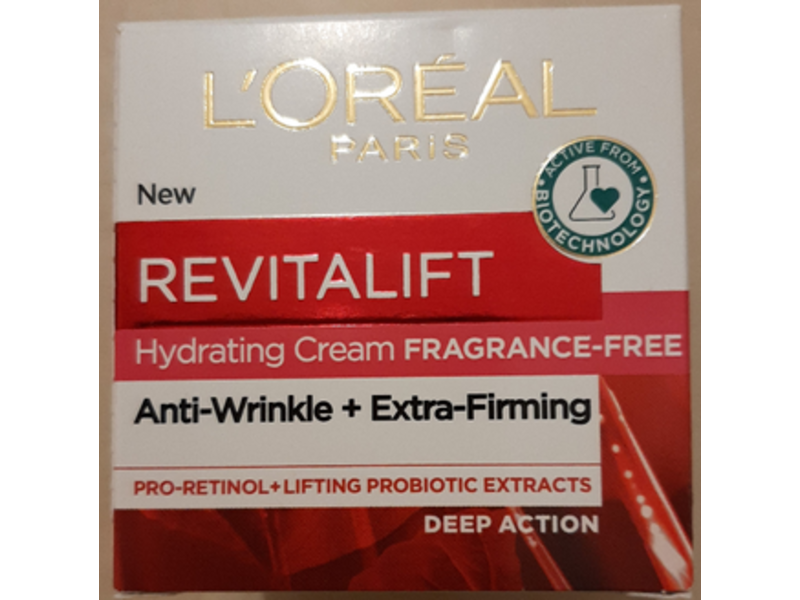 L'ORÉAL
PARiS
New
ACTIVE FROM
BIOTECHNOLOGY
REVITALIFT
Hydrating Cream FRAGRANCE-FREE
Anti-Wrinkle + Extra-Firming
PRO-RETINOL+LIFTING PROBIOTIC EXTRACTS
DEEP ACTION